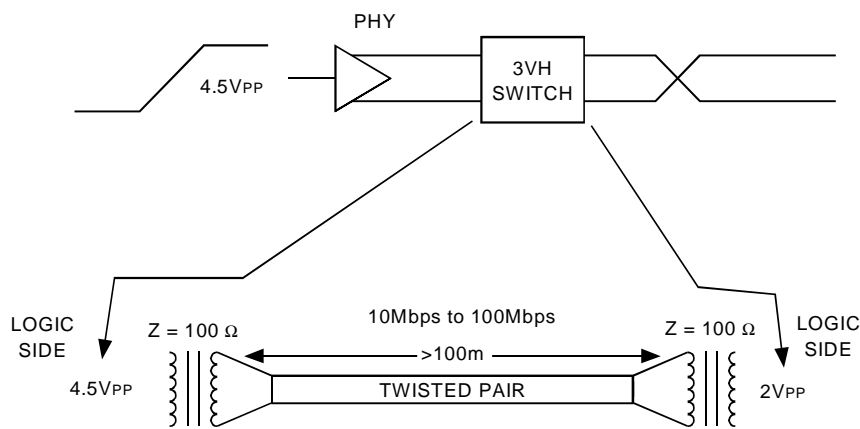 PHY
4.5VPP
3VH
SWITCH
10Mbps to 100Mbps
LOGIC
SIDE
Z = 100 Ω
>100m
Z = 100 Ω
LOGIC
SIDE
4.5VPP
TWISTED PAIR
2VPP